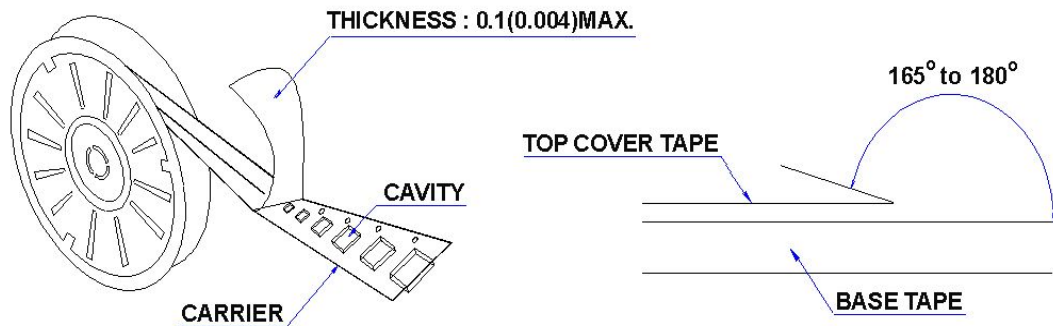 THICKNESS : 0.1(0.004)MAX.
165° to 180°
TOP COVER TAPE
CAVITY
BASE TAPE
CARRIER